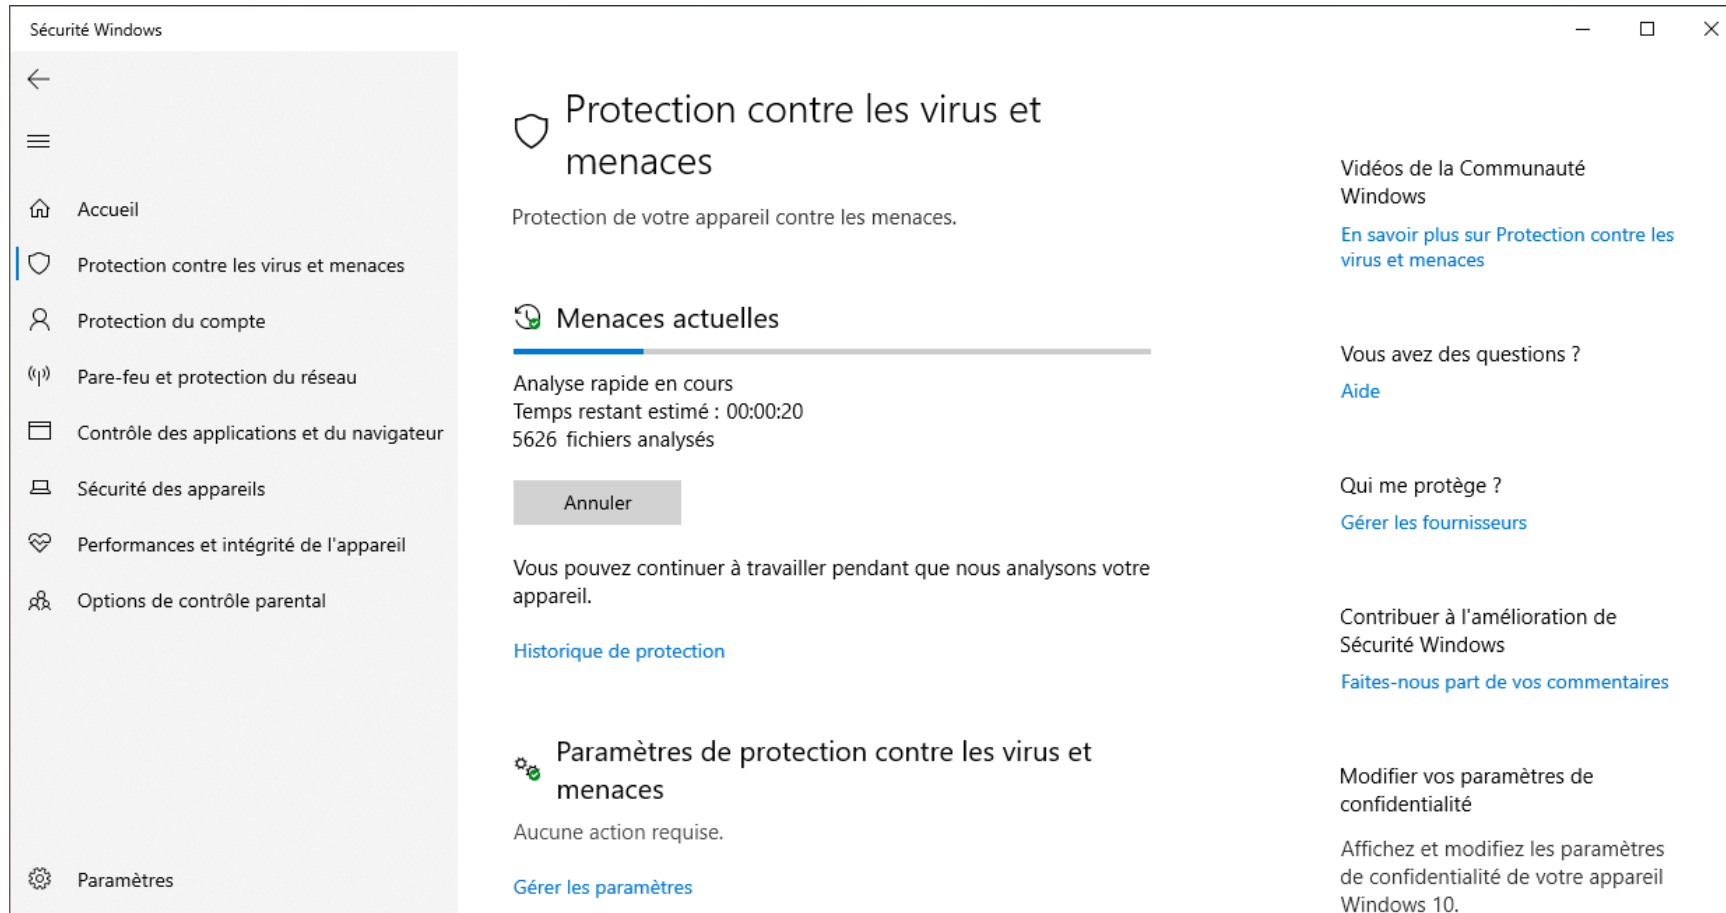 Sécurité Windows
Accueil
Protection contre les virus et menaces
Protection du compte
Pare-feu et protection du réseau
Contrôle des applications et du navigateur
Sécurité des appareils
Performances et intégrité de l'appareil
Options de contrôle parental
Paramètres
Protection contre les virus et
menaces
Protection de votre appareil contre les menaces.
Menaces actuelles
Analyse rapide en cours
Temps restant estimé : 00:00:20
5626 fichiers analysés
Annuler
Vous pouvez continuer à travailler pendant que nous analysons votre
appareil.
Historique de protection
Paramètres de protection contre les virus et
menaces
Aucune action requise.
Gérer les paramètres
Vidéos de la Communauté
Windows
En savoir plus sur Protection contre les
virus et menaces
Vous avez des questions ?
Aide
Qui me protège ?
Gérer les fournisseurs
Contribuer à l'amélioration de
Sécurité Windows
Faites-nous part de vos commentaires
Modifier vos paramètres de
confidentialité
Affichez et modifiez les paramètres
de confidentialité de votre appareil
Windows 10.